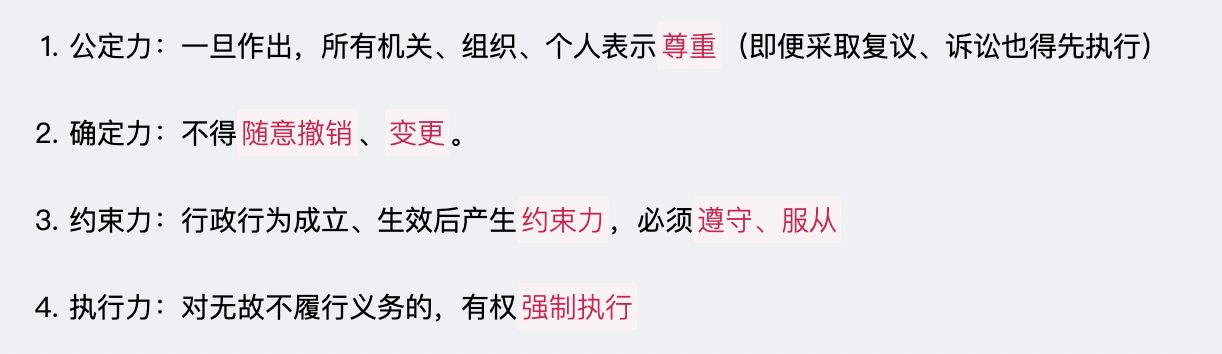 1. 公定力：一旦作出，所有机关、组织、个人表示尊重（即便采取复议、诉讼也得先执行）
2. 确定力：不得随意撤销、变更。
3. 约束力：行政行为成立、生效后产生约束力，必须遵守、服从
4. 执行力：对无故不履行义务的，有权强制执行